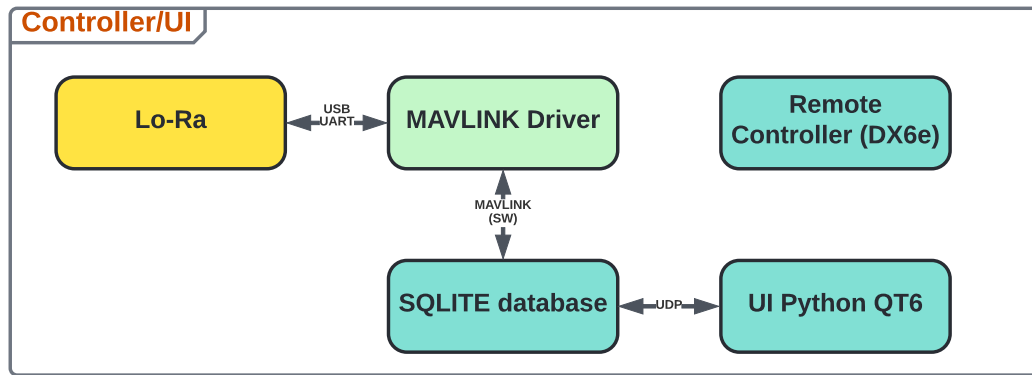 Controller/UI
Lo-Ra
USB
UART
MAVLINK Driver
Remote
Controller (DX6e)
MAVLINK
(SW)
SQLITE database
UDP
UI Python QT6